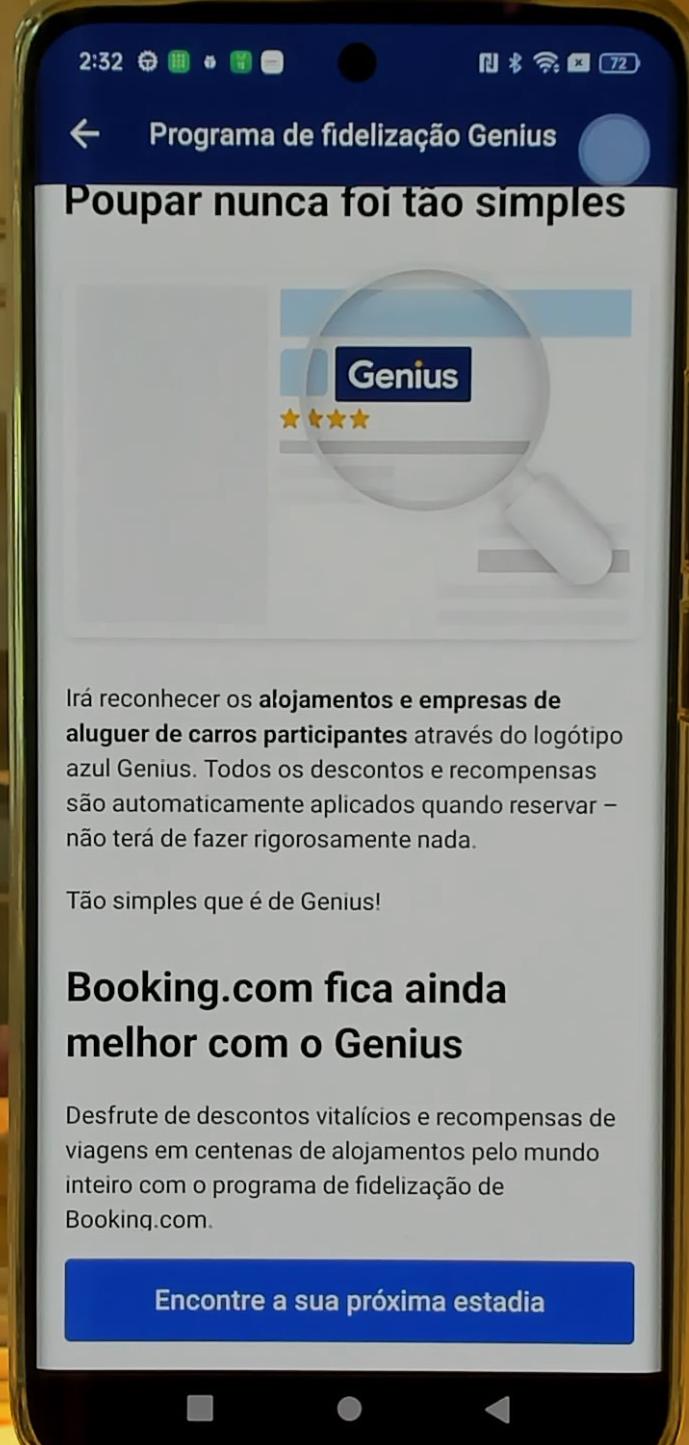 2:32
72
Programa de fidelização Genius
Poupar nunca foi tão simples
Genius
Irá reconhecer os alojamentos e empresas de
aluguer de carros participantes através do logótipo
azul Genius. Todos os descontos e recompensas
são automaticamente aplicados quando reservar –
não terá de fazer rigorosamente nada.
Tão simples que é de Genius!
Booking.com fica ainda
melhor com o Genius
Desfrute de descontos vitalícios e recompensas de
viagens em centenas de alojamentos pelo mundo
inteiro com o programa de fidelização de
Booking.com.
Encontre a sua próxima estadia